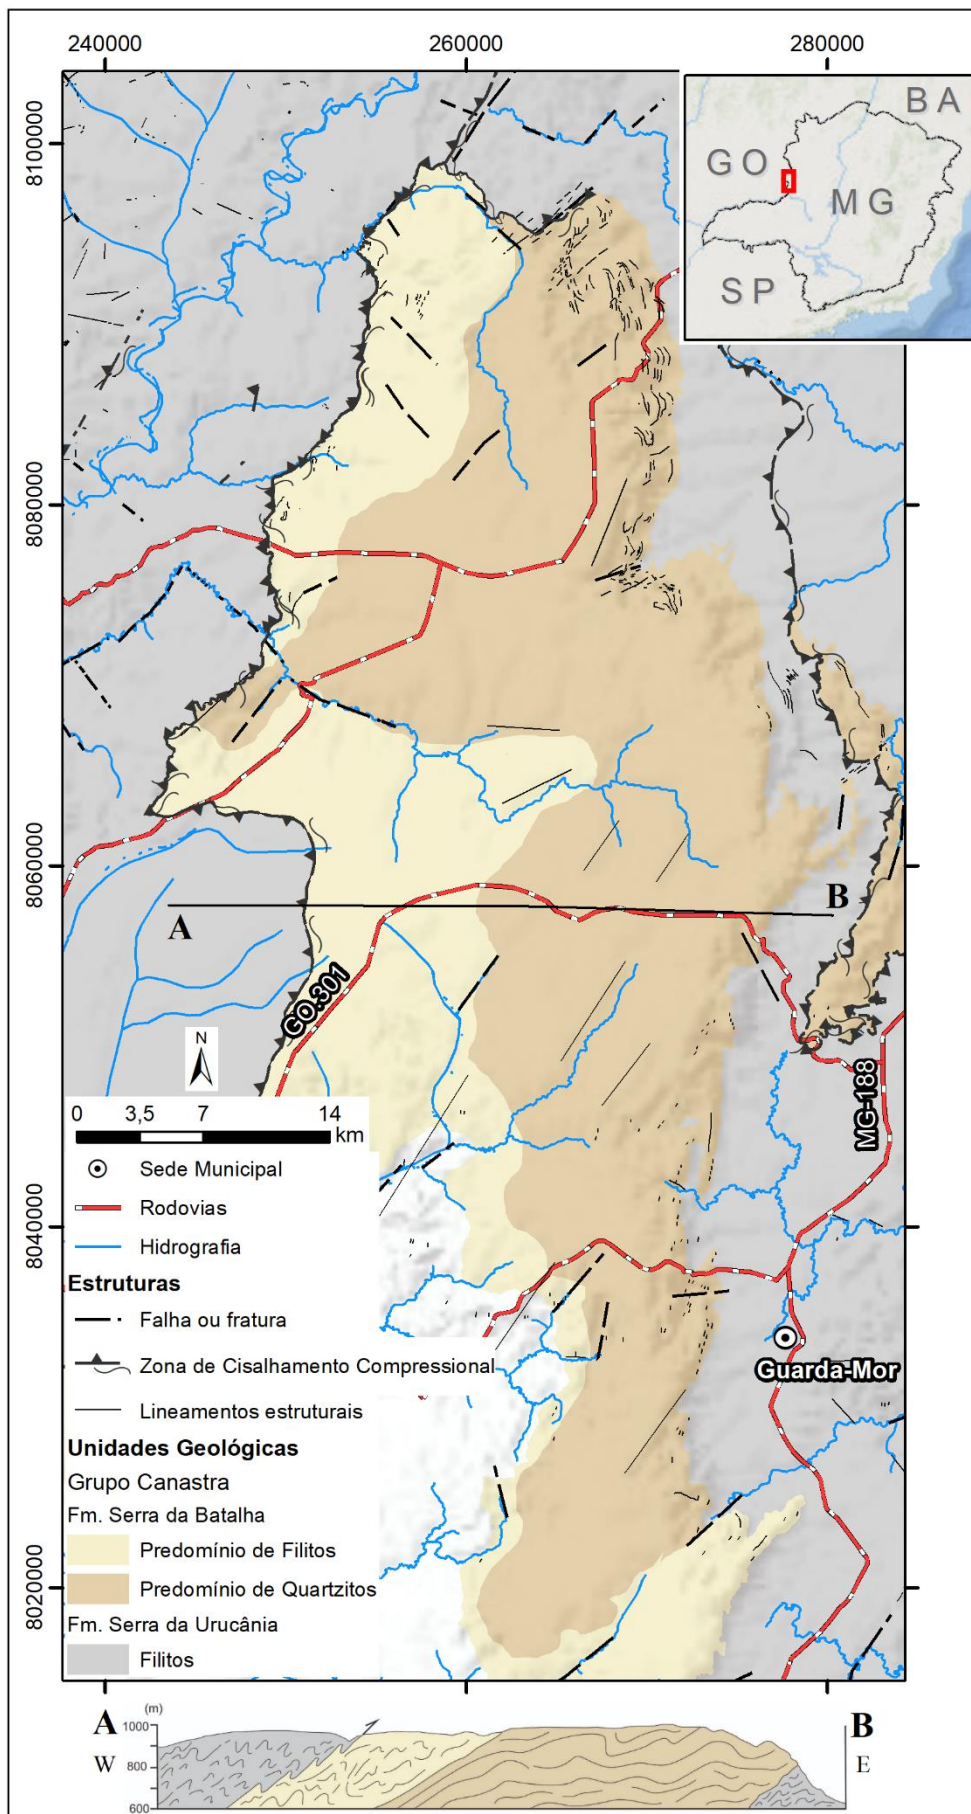 240000 260000 280000
8100000
8080000
8060000
8040000
8020000
BA
GO
MG
SP
A
B
GO.301
MG-188
N
0 3,5 7 14
km
Sede Municipal
Rodovias
Hidrografia
Estruturas
Falha ou fratura
Zona de Cisalhamento Compressional
Lineamentos estruturais
Unidades Geológicas
Grupo Canastra
Fm. Serra da Batalha
Predomínio de Filitos
Predomínio de Quartzitos
Fm. Serra da Urucânia
Filitos
Guarda-Mor
A
W
(m)
1000
800
600
B
E